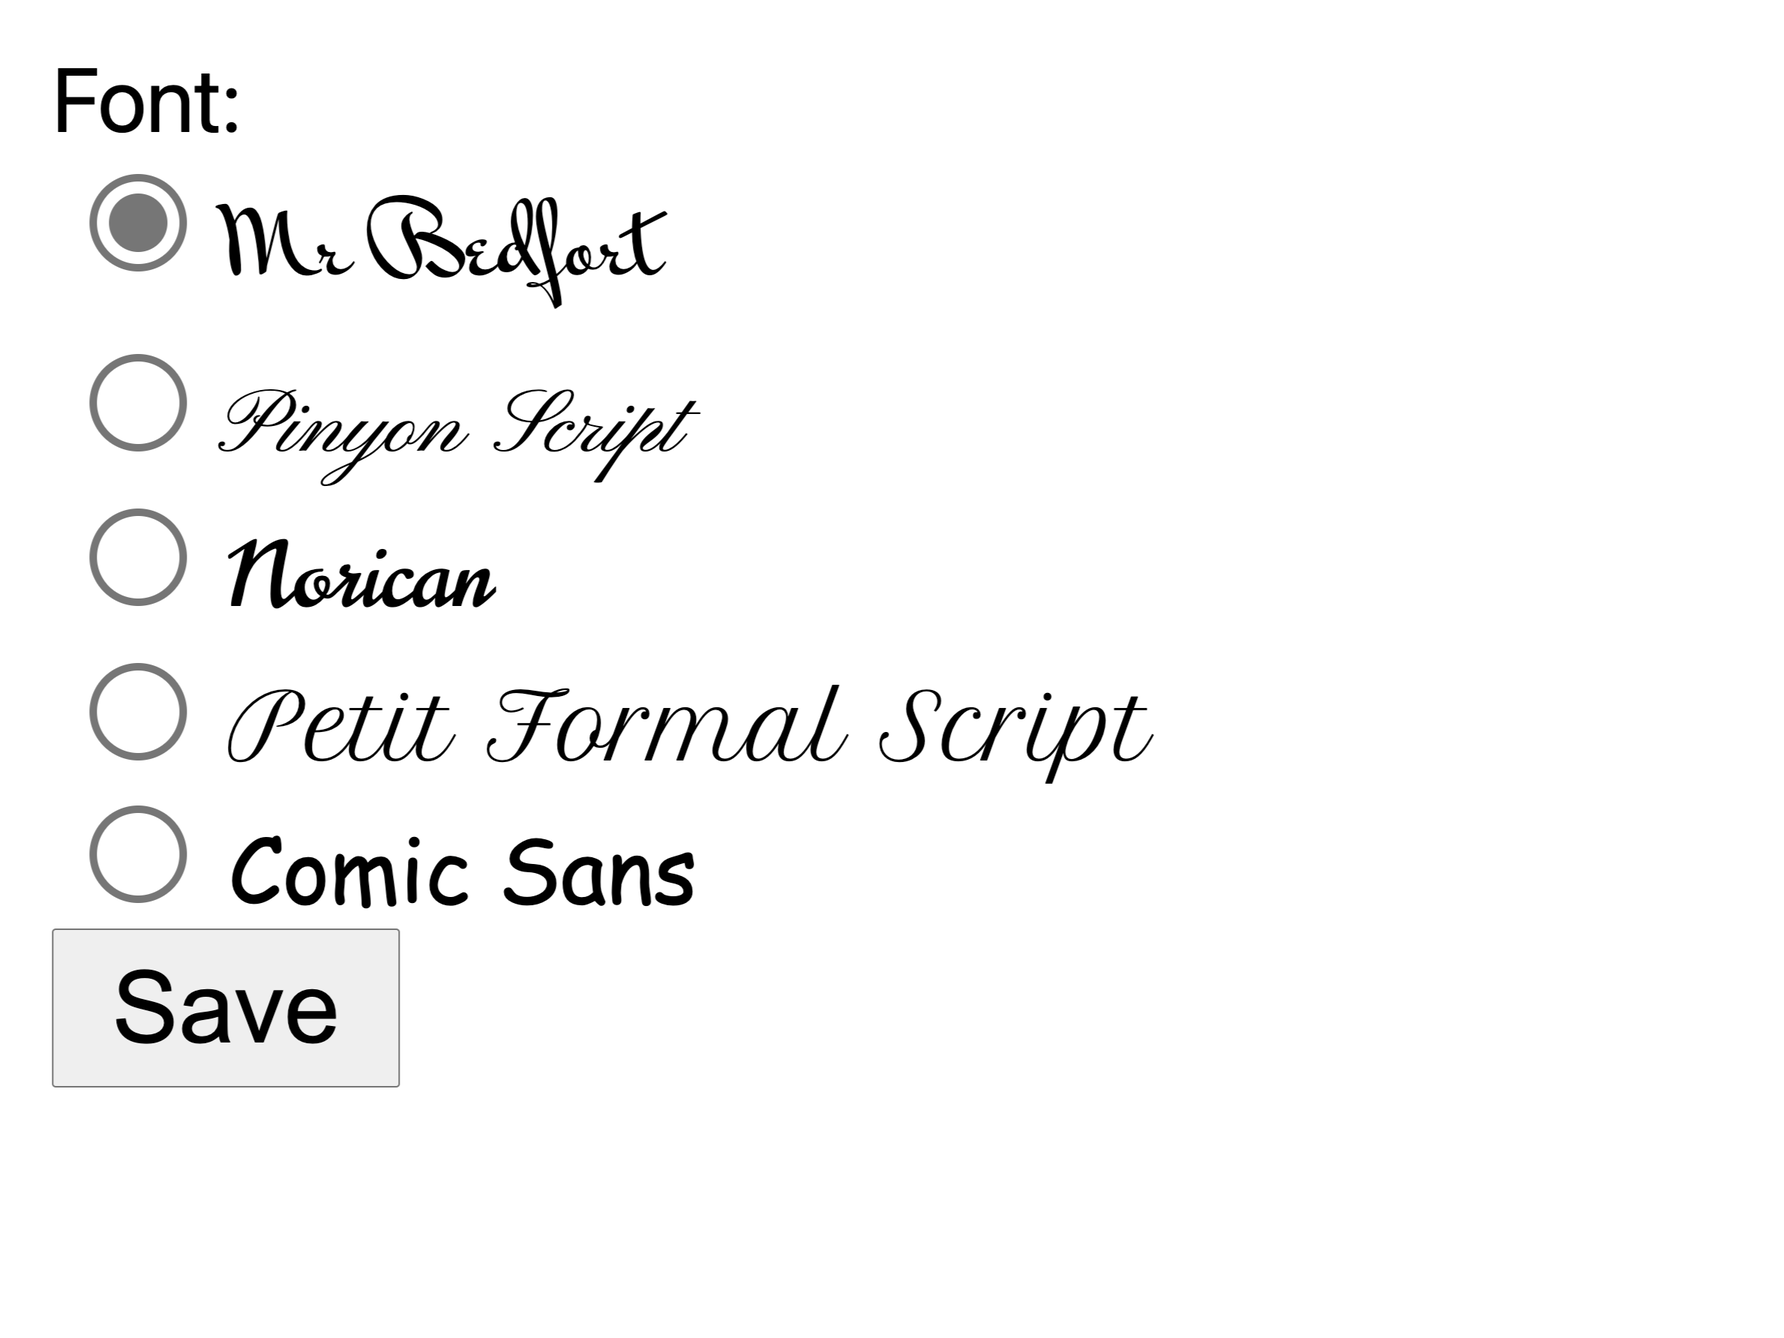 Font:
Mr Bedfort
Pinyon Script
Norican
Petit Formal Script
Comic Sans
Save